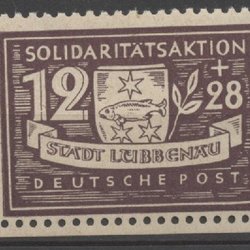 SOLIDARITÄTSAKTION
12 + 28
STADT LÜBBENAU
DEUTSCHE POST